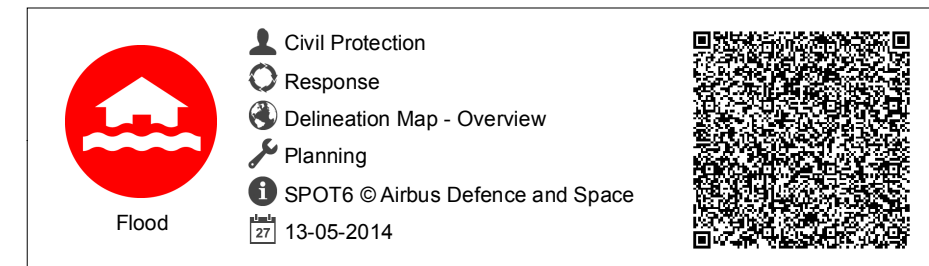 Civil Protection
Response
Delineation Map - Overview
Planning
SPOT6 © Airbus Defence and Space
27 13-05-2014
Flood